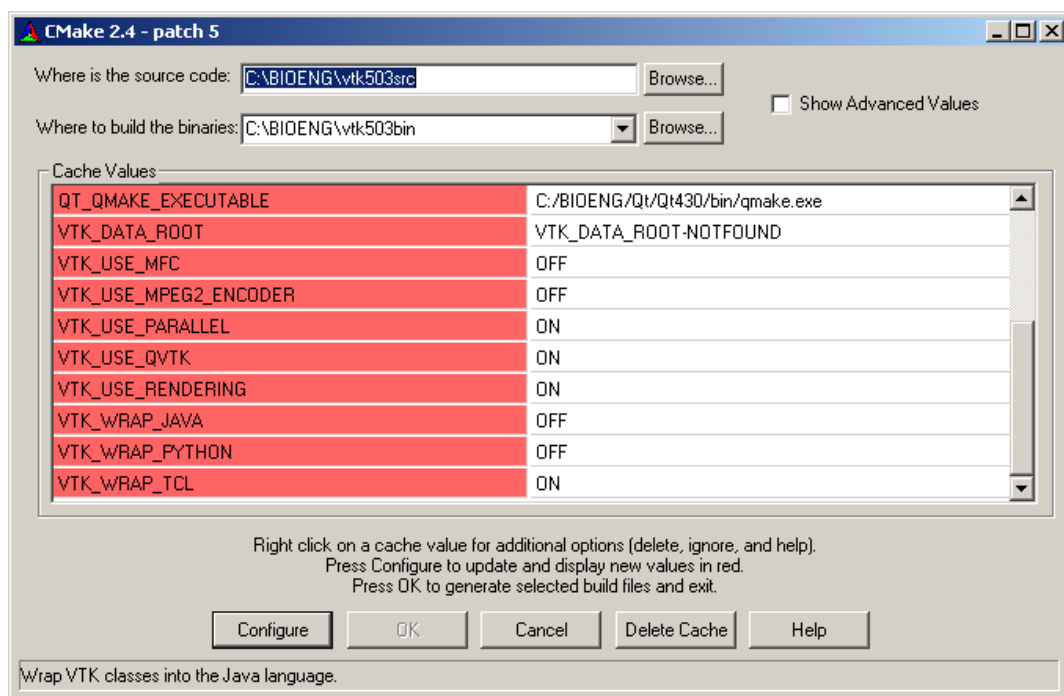 CMake 2.4 - patch 5
Where is the source code: C:\BIOENG\vtk503src Browse...
Show Advanced Values
Where to build the binaries: C:\BIOENG\vtk503bin Browse...
Cache Values
QT_QMAKE_EXECUTABLE C:/BIOENG/Qt/Qt430/bin/qmake.exe
VTK_DATA_ROOT VTK_DATA_ROOT-NOTFOUND
VTK_USE_MFC OFF
VTK_USE_MPEG2_ENCODER OFF
VTK_USE_PARALLEL ON
VTK_USE_QVTK ON
VTK_USE_RENDERING ON
VTK_WRAP_JAVA OFF
VTK_WRAP_PYTHON OFF
VTK_WRAP_TCL ON
Right click on a cache value for additional options (delete, ignore, and help).
Press Configure to update and display new values in red.
Press OK to generate selected build files and exit.
Configure OK Cancel Delete Cache Help
Wrap VTK classes into the Java language.